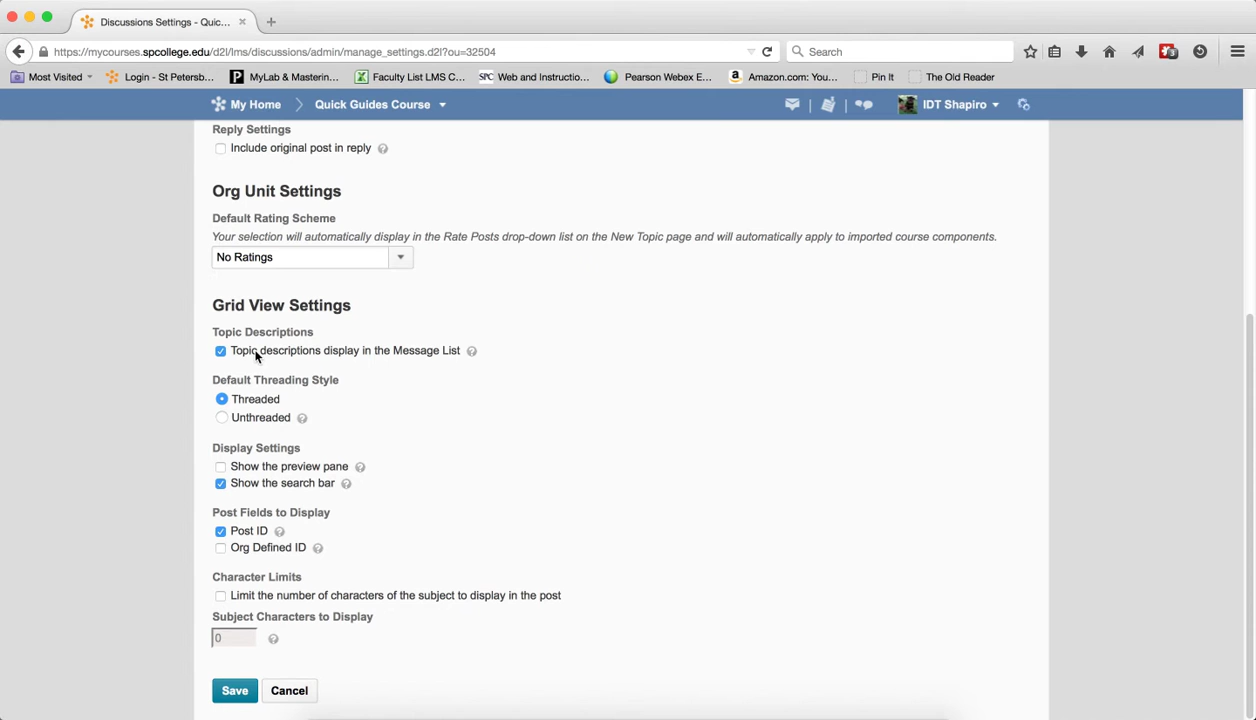 Discussions Settings - Quic...
https://mycourses.spcollege.edu/d2l/lms/discussions/admin/manage_settings.d2l?ou=32504
Search
3
Most Visited
Login - St Petersb...
P MyLab & Mastering...
Faculty List LMS C...
SPC Web and Instructio...
Pearson Webex E...
a Amazon.com: You...
Pin It
The Old Reader
My Home
Quick Guides Course
IDT Shapiro
Reply Settings
Include original post in reply ?
Org Unit Settings
Default Rating Scheme
Your selection will automatically display in the Rate Posts drop-down list on the New Topic page and will automatically apply to imported course components.
No Ratings
Grid View Settings
Topic Descriptions
Topic descriptions display in the Message List ?
Default Threading Style
Threaded
Unthreaded ?
Display Settings
Show the preview pane ?
Show the search bar ?
Post Fields to Display
Post ID ?
Org Defined ID ?
Character Limits
Limit the number of characters of the subject to display in the post
Subject Characters to Display
0 ?
Save Cancel